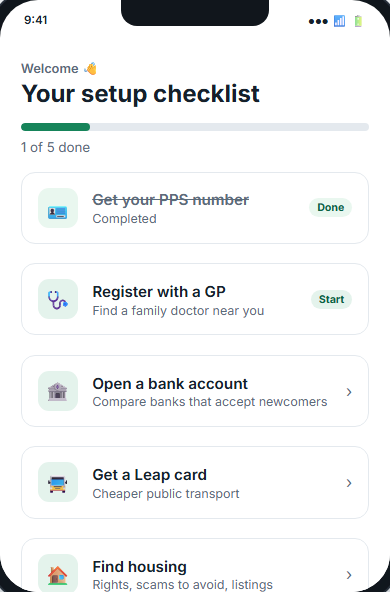 9:41
Welcome 👋
Your setup checklist
1 of 5 done
Get your PPS number
Completed
Done
Register with a GP
Find a family doctor near you
Start
Open a bank account
Compare banks that accept newcomers
›
Get a Leap card
Cheaper public transport
›
Find housing
Rights, scams to avoid, listings
›